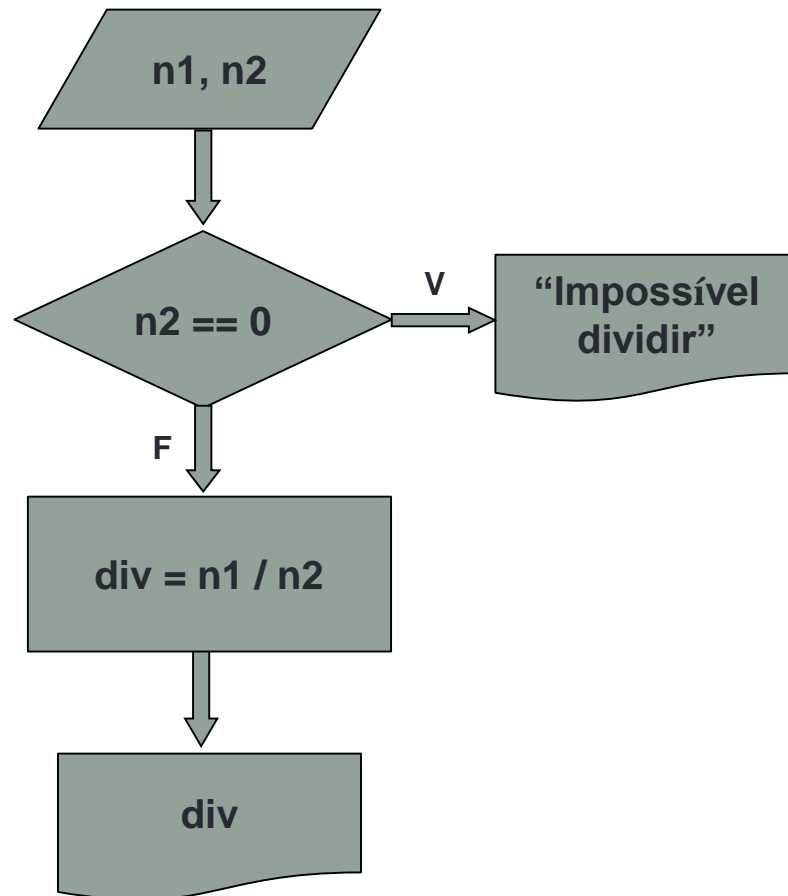 n1, n2
n2 == 0
V
“Impossível
dividir”
F
div = n1 / n2
div